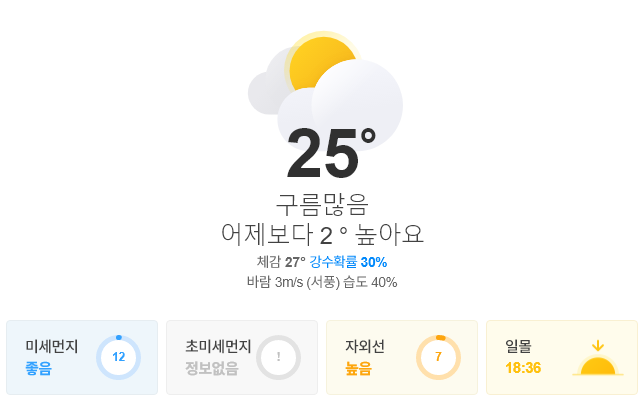 25°
구름많음
어제보다 2 ° 높아요
체감 27° 강수확률 30%
바람 3m/s (서풍) 습도 40%
미세먼지
좋음
12
초미세먼지
정보없음
!
자외선
높음
7
일몰
18:36